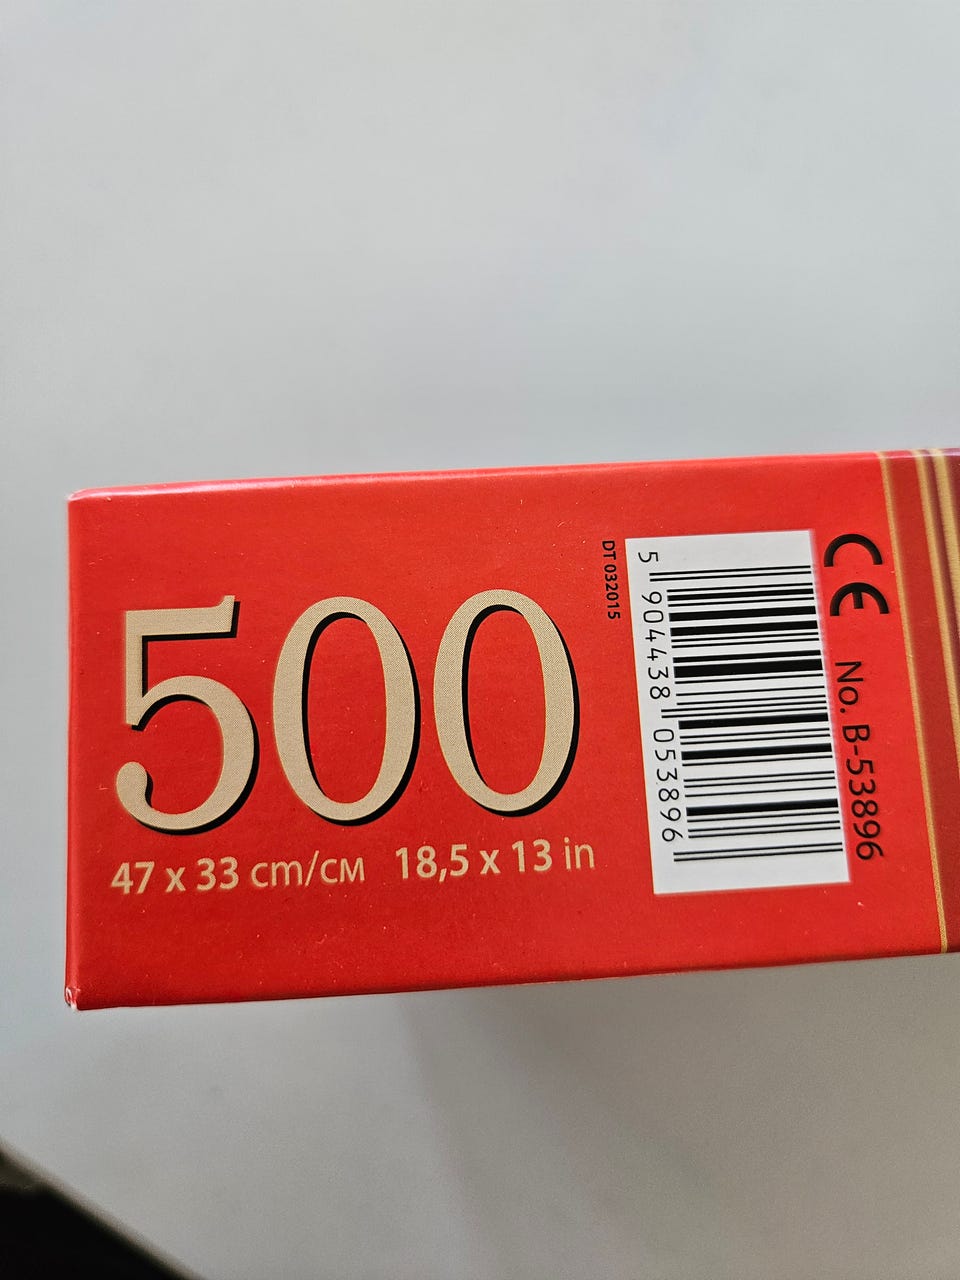 500
47 x 33 cm/см 18,5 x 13 in
DT 032015
5 904438 053896
CE No. B-53896